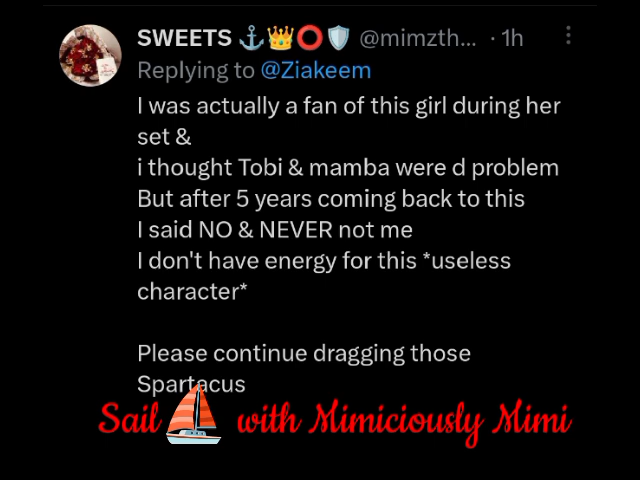 SWEETS ⚓👑⭕🛡️ @mimzth... · 1h
Replying to @Ziakeem
I was actually a fan of this girl during her
set &
i thought Tobi & mamba were d problem
But after 5 years coming back to this
I said NO & NEVER not me
I don't have energy for this *useless
character*
Please continue dragging those
Spartacus
Sail with Mimiciously Mimi